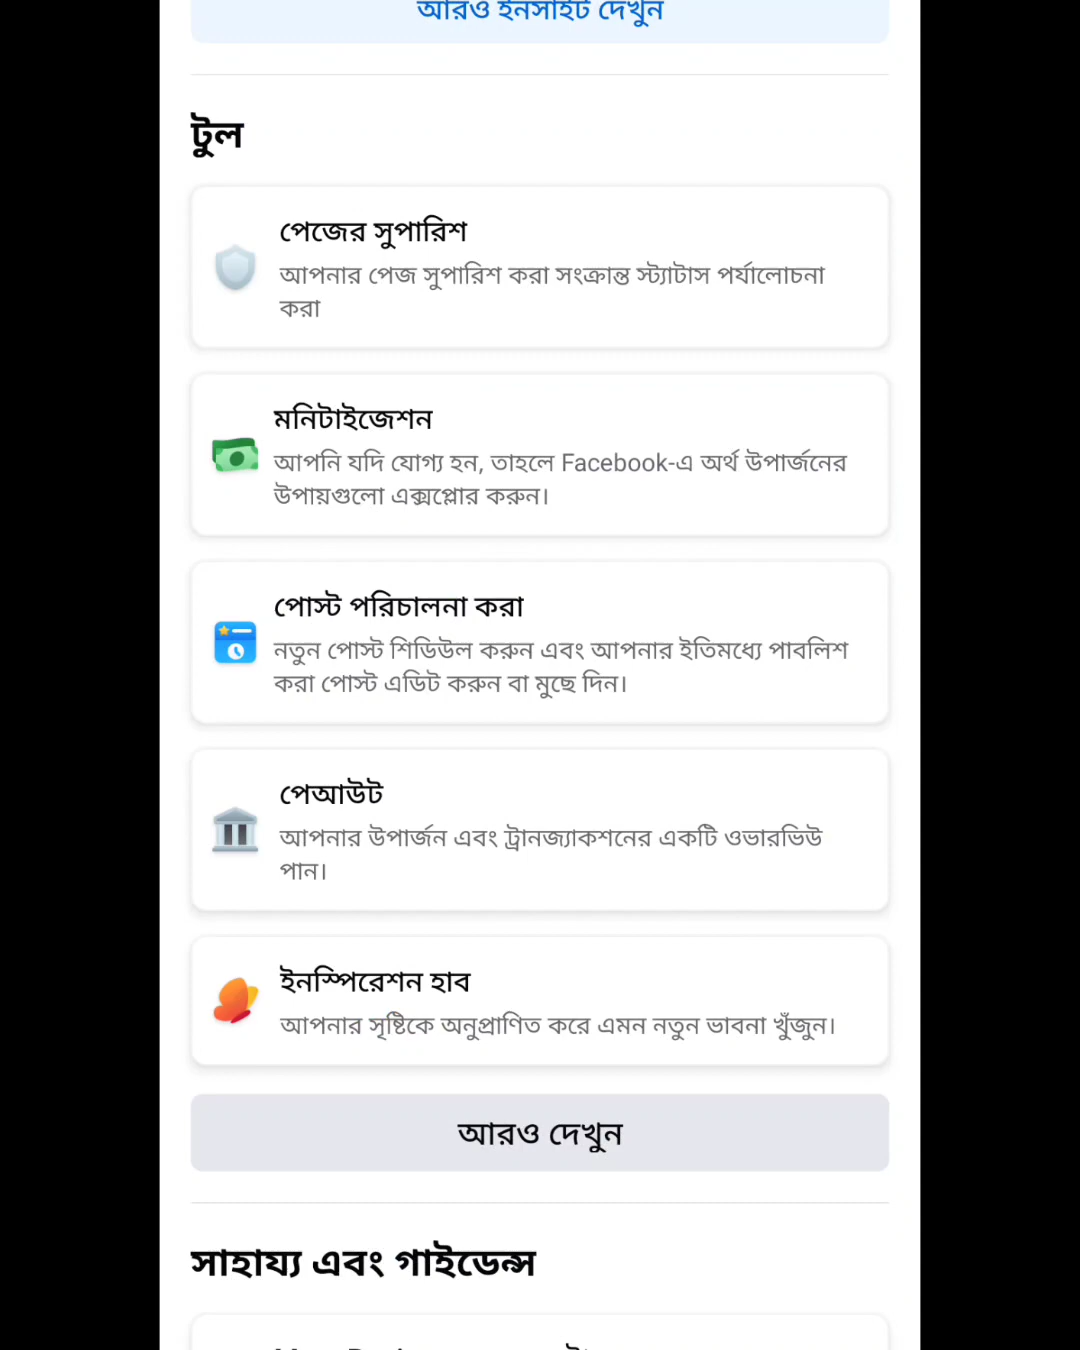 আরও ইনসাইট দেখুন
টুল
পেজের সুপারিশ
আপনার পেজ সুপারিশ করা সংক্রান্ত স্ট্যাটাস পর্যালোচনা
করা
মনিটাইজেশন
আপনি যদি যোগ্য হন, তাহলে Facebook-এ অর্থ উপার্জনের
উপায়গুলো এক্সপ্লোর করুন।
পোস্ট পরিচালনা করা
নতুন পোস্ট শিডিউল করুন এবং আপনার ইতিমধ্যে পাবলিশ
করা পোস্ট এডিট করুন বা মুছে দিন।
পেআউট
আপনার উপার্জন এবং ট্রানজ্যাকশনের একটি ওভারভিউ
পান।
ইনস্পিরেশন হাব
আপনার সৃষ্টিকে অনুপ্রাণিত করে এমন নতুন ভাবনা খুঁজুন।
আরও দেখুন
সাহায্য এবং গাইডেন্স